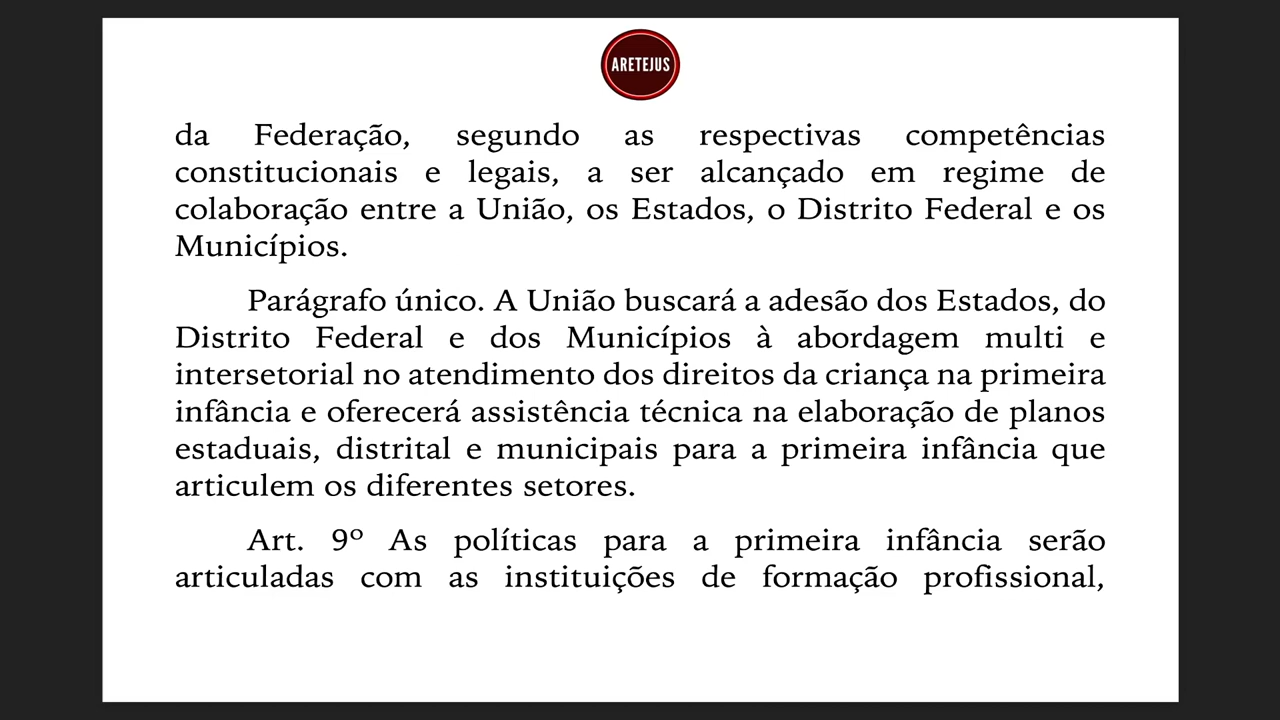 ARETEJUS
da Federação, segundo as respectivas competências
constitucionais e legais, a ser alcançado em regime de
colaboração entre a União, os Estados, o Distrito Federal e os
Municípios.
Parágrafo único. A União buscará a adesão dos Estados, do
Distrito Federal e dos Municípios à abordagem multi e
intersetorial no atendimento dos direitos da criança na primeira
infância e oferecerá assistência técnica na elaboração de planos
estaduais, distrital e municipais para a primeira infância que
articulem os diferentes setores.
Art. 9º As políticas para a primeira infância serão
articuladas com as instituições de formação profissional,